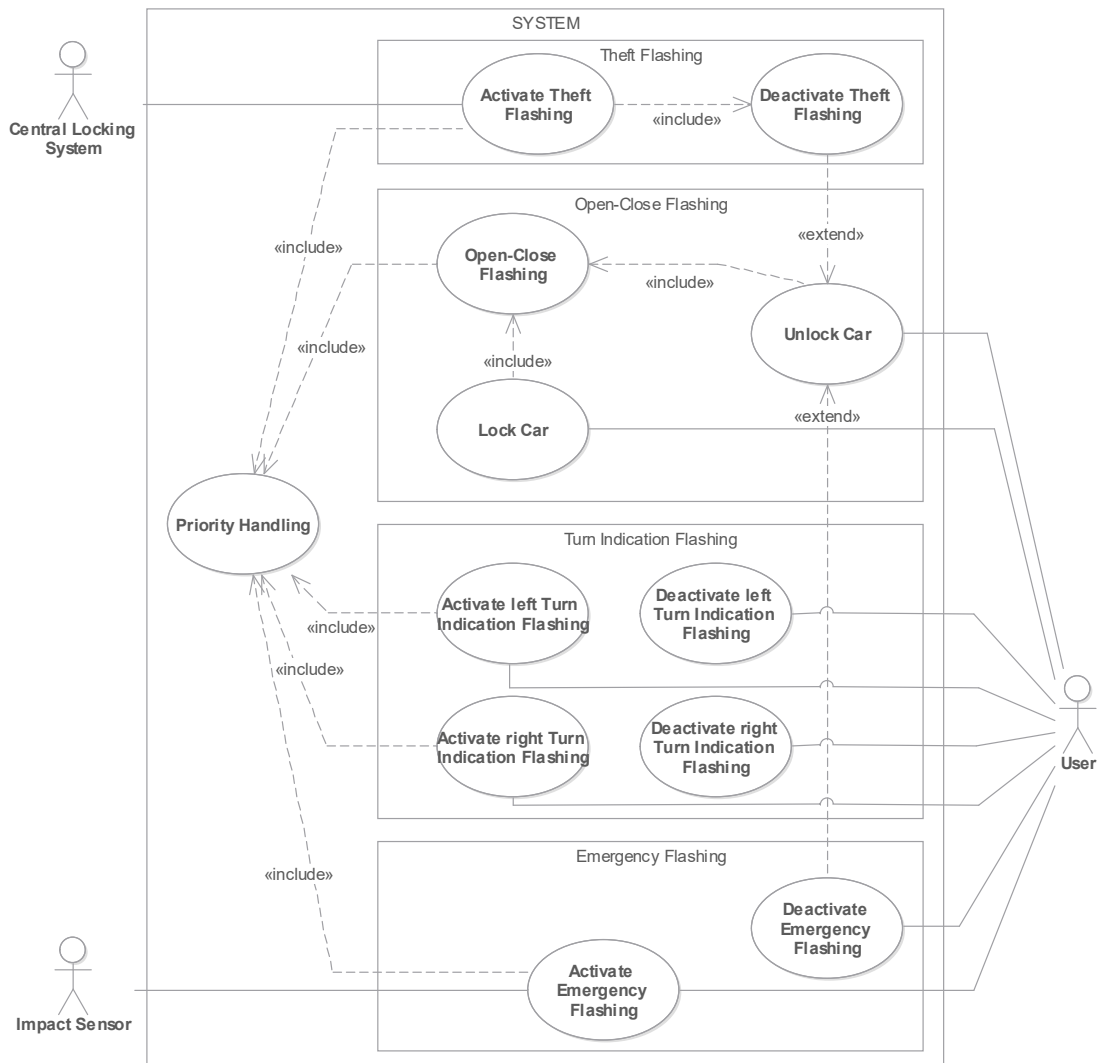 SYSTEM
Theft Flashing
Activate Theft
Flashing
«include»
Deactivate Theft
Flashing
Central Locking
System
Open-Close Flashing
«include»
«extend»
Open-Close
Flashing
«include»
«include»
Unlock Car
«include»
«extend»
Lock Car
Priority Handling
Turn Indication Flashing
Activate left Turn
Indication Flashing
Deactivate left
Turn Indication
Flashing
«include»
«include»
Activate right Turn
Indication Flashing
Deactivate right
Turn Indication
Flashing
User
Emergency Flashing
«include»
Deactivate
Emergency
Flashing
Activate
Emergency
Flashing
Impact Sensor